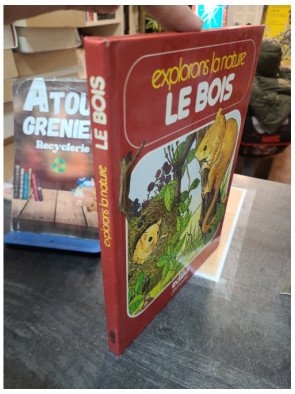 explorons la nature
LE BOIS
explorons la nature LE BOIS
ATOU
GRENIE
Recyclerie